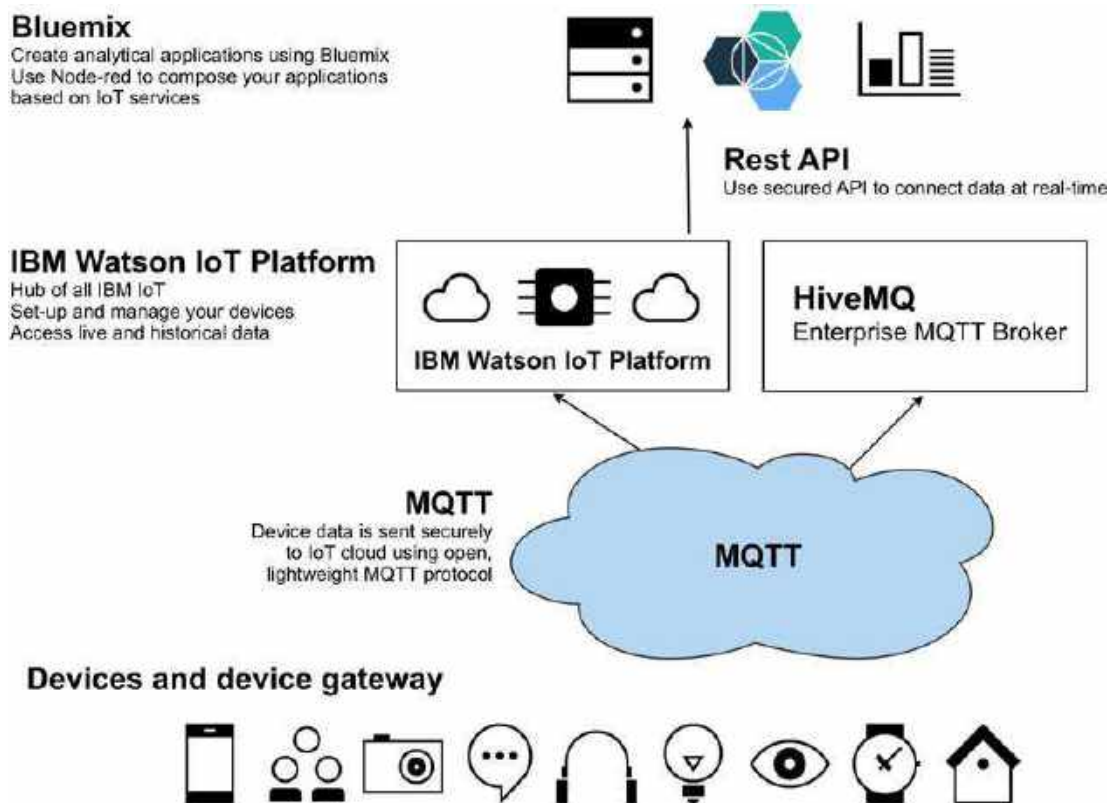 Bluemix
Create analytical applications using Bluemix
Use Node-red to compose your applications
based on IoT services
Rest API
Use secured API to connect data at real-time
IBM Watson IoT Platform
Hub of all IBM IoT
Set-up and manage your devices
Access live and historical data
IBM Watson IoT Platform
HiveMQ
Enterprise MQTT Broker
MQTT
Device data is sent securely
to IoT cloud using open,
lightweight MQTT protocol
MQTT
Devices and device gateway